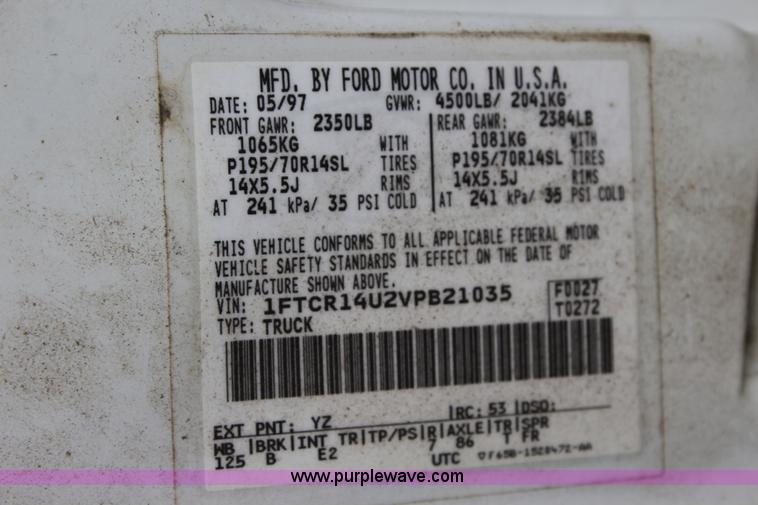 MFD. BY FORD MOTOR CO. IN U.S.A.
DATE: 05/97 GVWR: 4500LB/ 2041KG
FRONT GAWR: 2350LB REAR GAWR: 2384LB
1065KG WITH 1081KG WITH
P195/70R14SL TIRES P195/70R14SL TIRES
14X5.5J RIMS 14X5.5J RIMS
AT 241 kPa/ 35 PSI COLD AT 241 kPa/ 35 PSI COLD
THIS VEHICLE CONFORMS TO ALL APPLICABLE FEDERAL MOTOR
VEHICLE SAFETY STANDARDS IN EFFECT ON THE DATE OF
MANUFACTURE SHOWN ABOVE.
VIN: 1FTCR14U2VPB21035 F0027
TYPE: TRUCK T0272
EXT PNT: YZ RC: 53 DSO:
WB BRK INT TR TP/PS R AXLE TR SPR
125 B E2 7 86 T FR
UTC
www.purplewave.com